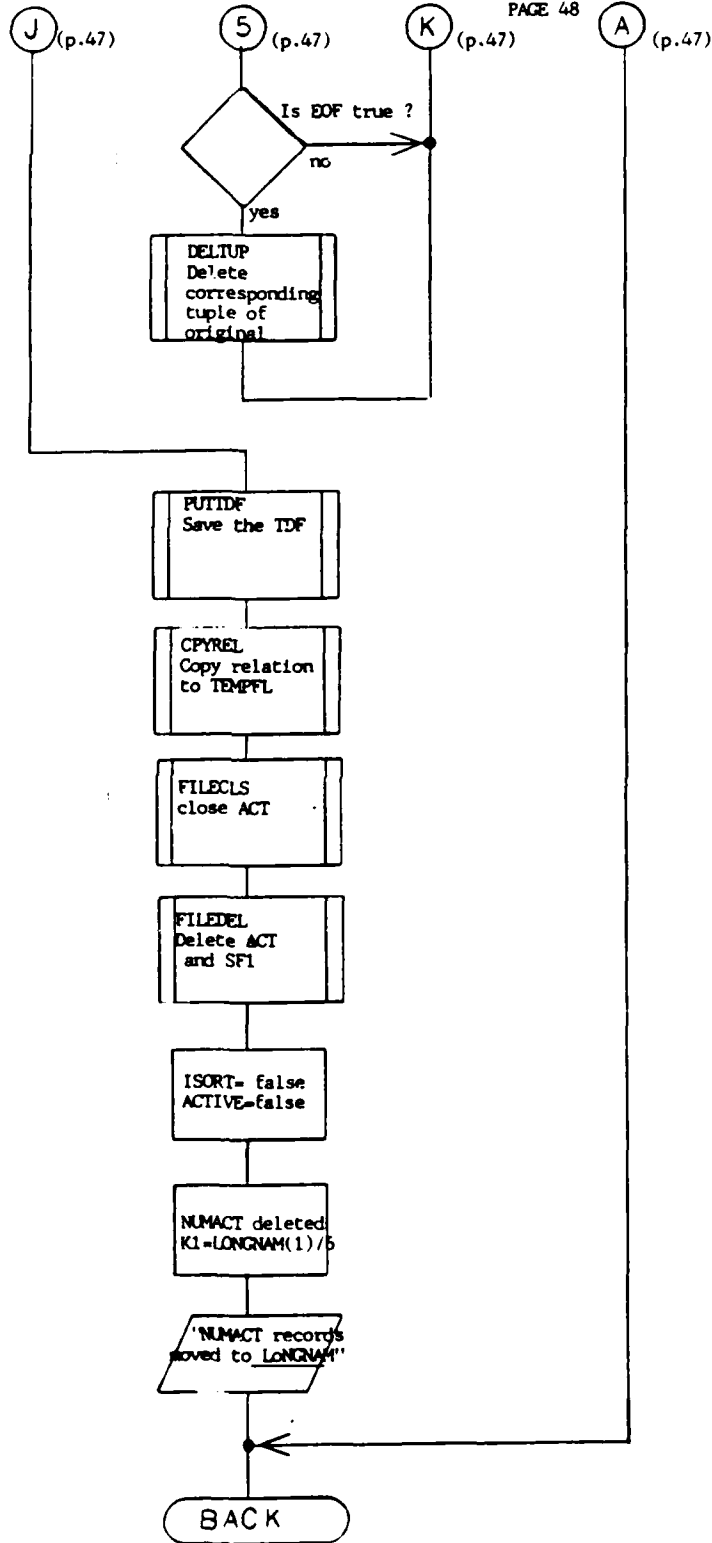 PAGE 48
J (p.47) 5 (p.47) K (p.47) A (p.47)
Is EOF true ?
no
yes
DELTUP
Delete
corresponding
tuple of
original
PUTTDF
Save the TDF
CPYREL
Copy relation
to TEMPFL
FILECLS
close ACT
FILEDEL
Delete ACT
and SF1
ISORT= false
ACTIVE=false
NUMACT deleted
K1=LONGNAM(1)/6
"NUMACT records
moved to LoNGNAM"
BACK